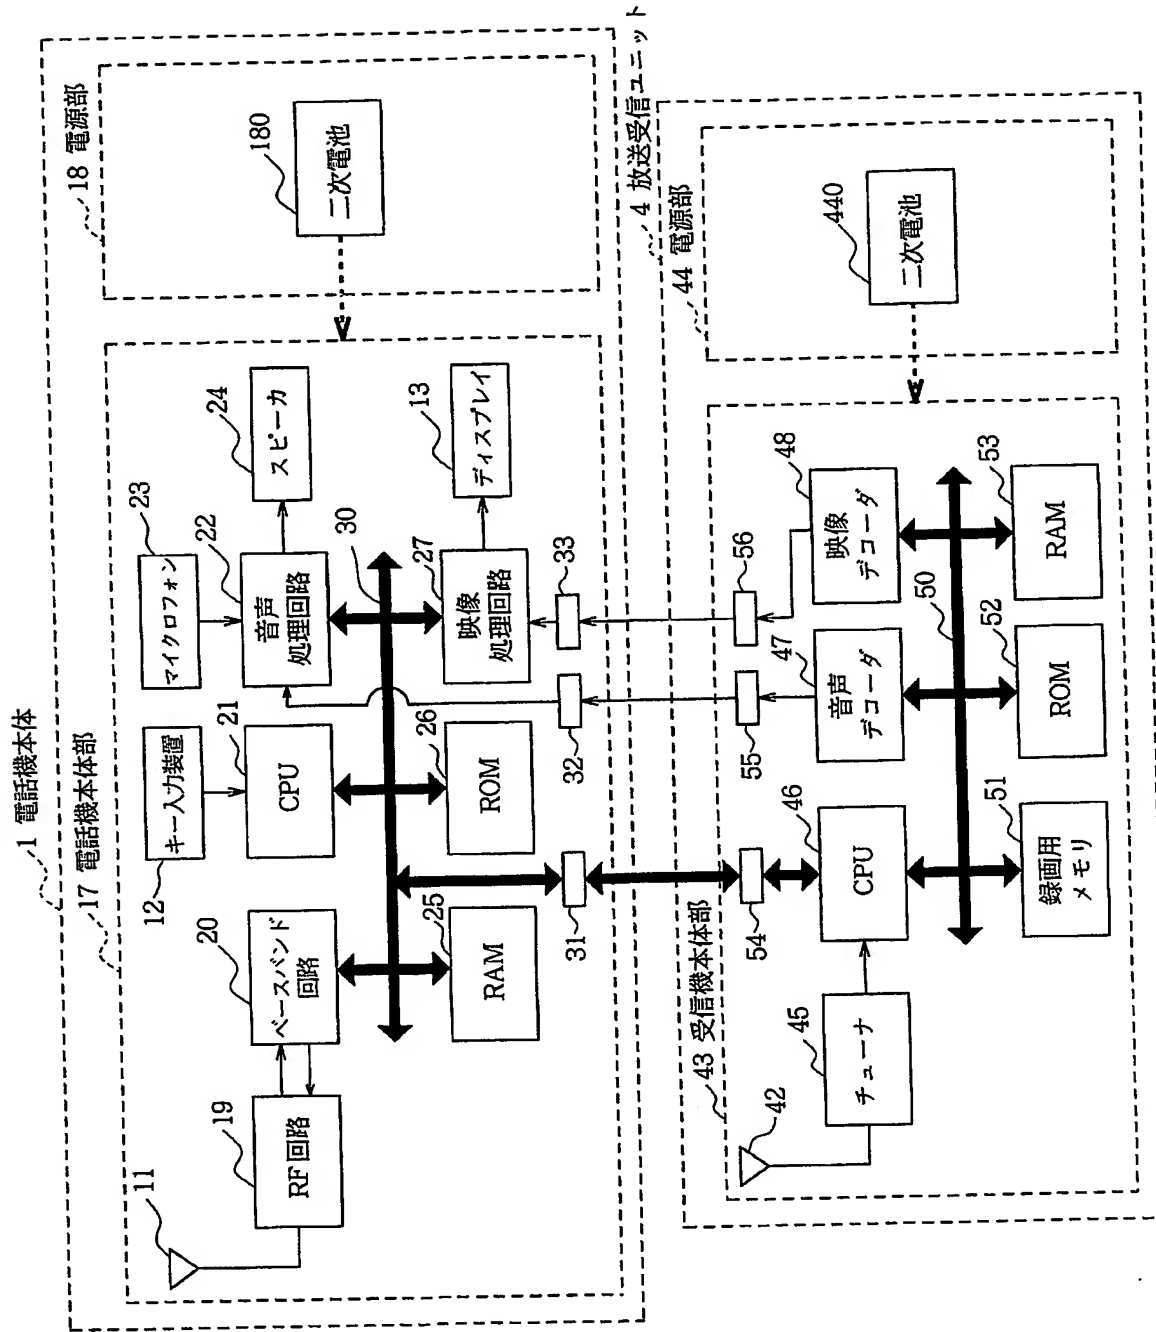 1 電話機本体
17 電話機本体部
11
19
RF回路
20
ベースバンド
回路
12
キー入力装置
21
CPU
23
マイクロフォン
22
音声
処理回路
24
スピーカ
30
25
RAM
26
ROM
27
映像
処理回路
13
ディスプレイ
31
32
33
18 電源部
180
二次電池
4 放送受信ユニット
43 受信機本体部
42
45
チューナ
54
46
CPU
55
47
音声
デコーダ
56
48
映像
デコーダ
50
51
録画用
メモリ
52
ROM
53
RAM
44 電源部
440
二次電池